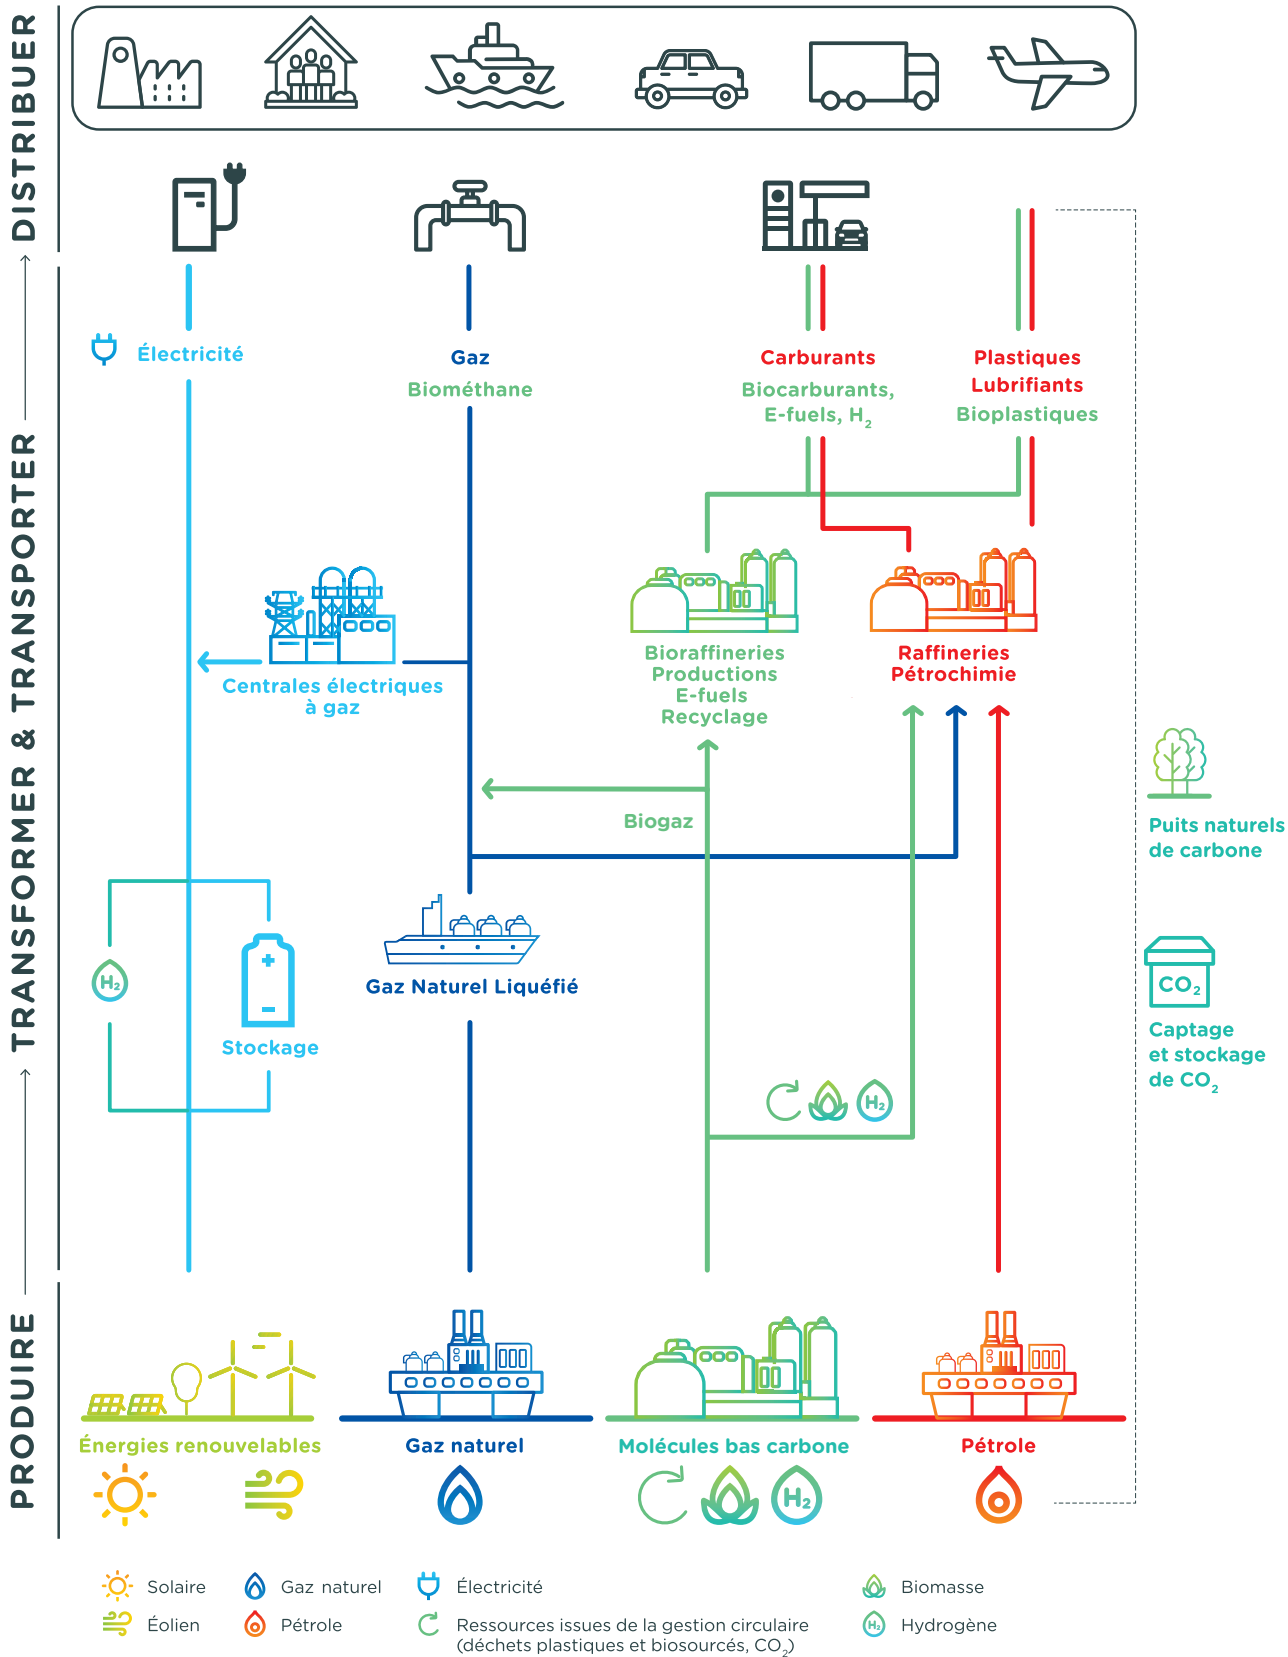 DISTRIBUER
TRANSFORMER & TRANSPORTER
PRODUIRE
Électricité
Gaz
Biométhane
Carburants
Biocarburants,
E-fuels, H₂
Plastiques
Lubrifiants
Bioplastiques
Centrales électriques
à gaz
Bioraffineries
Productions
E-fuels
Recyclage
Raffineries
Pétrochimie
Biogaz
Puits naturels
de carbone
H₂
Stockage
Gaz Naturel Liquéfié
CO₂
Captage
et stockage
de CO₂
H₂
Énergies renouvelables
Gaz naturel
Molécules bas carbone
Pétrole
H₂
Solaire
Gaz naturel
Électricité
Biomasse
Éolien
Pétrole
Ressources issues de la gestion circulaire
(déchets plastiques et biosourcés, CO₂)
H₂
Hydrogène